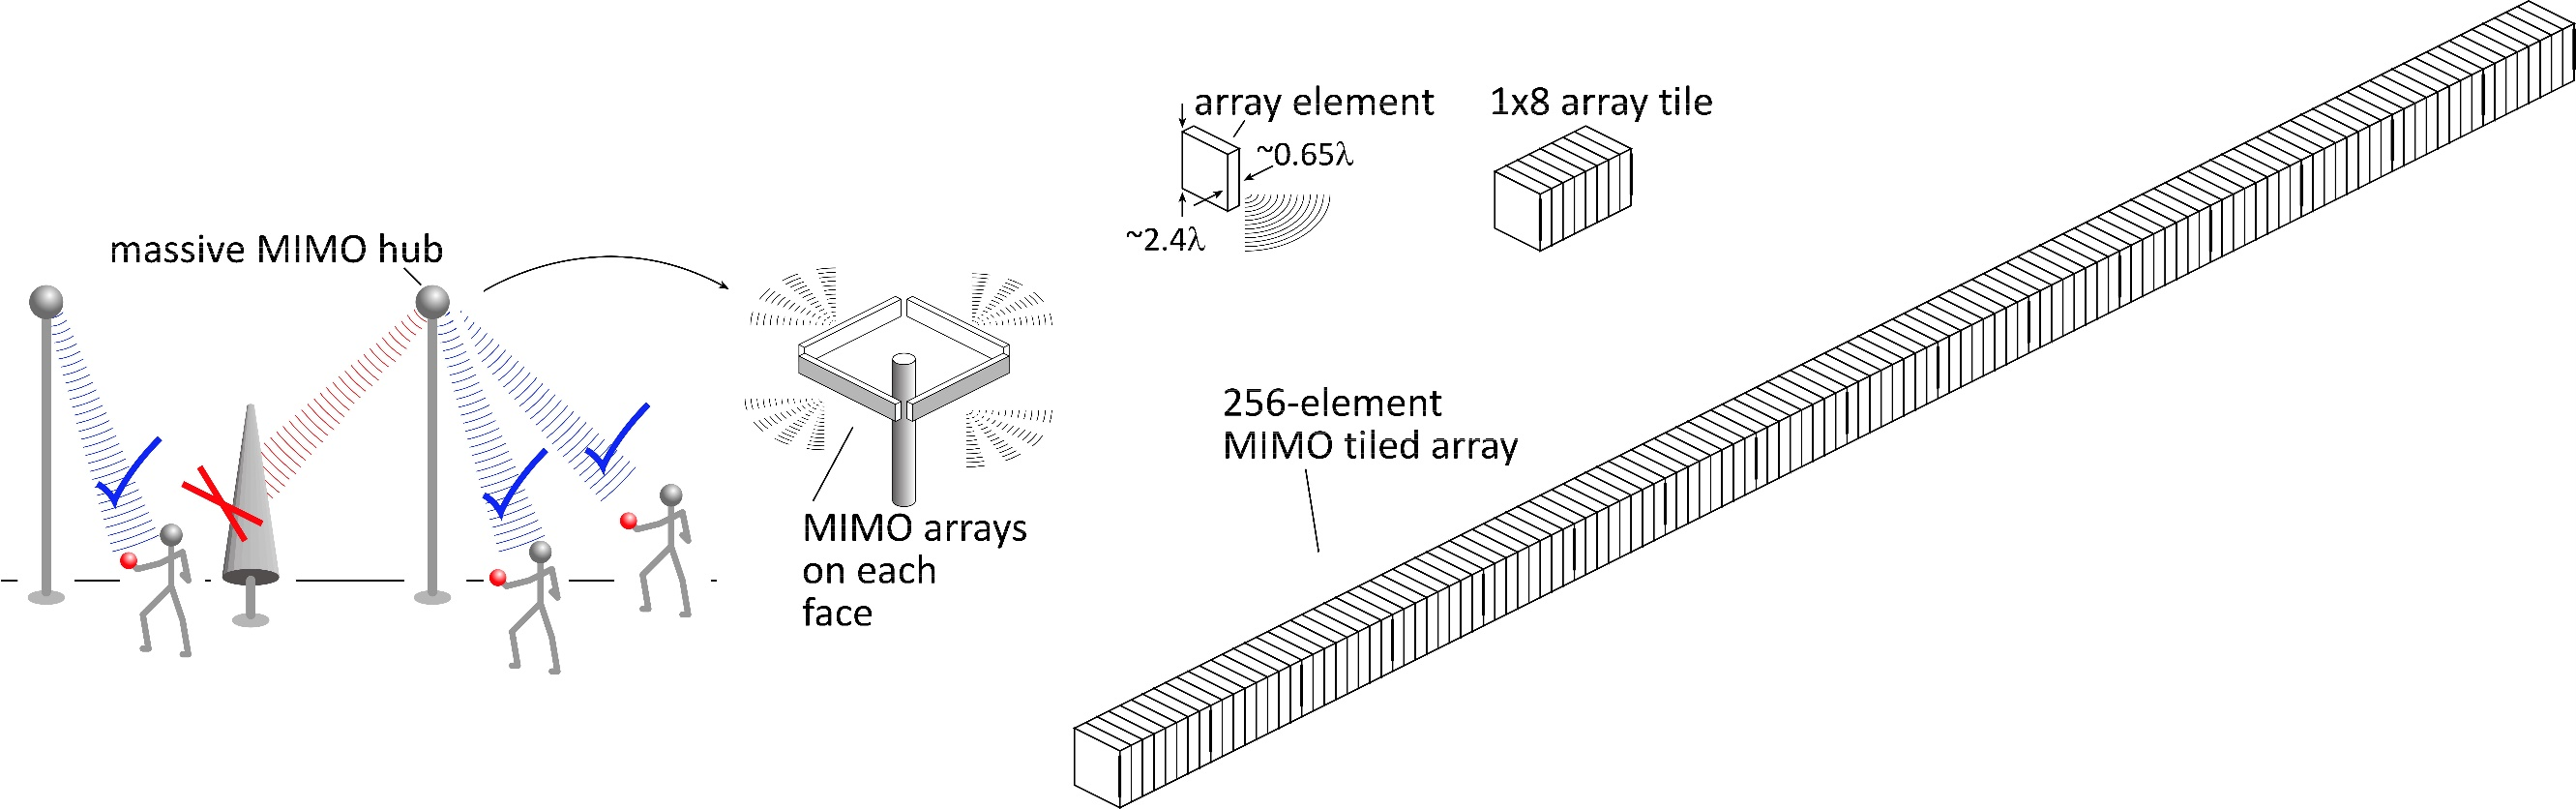 massive MIMO hub
MIMO arrays
on each
face
array element
~0.65λ
~2.4λ
1x8 array tile
256-element
MIMO tiled array